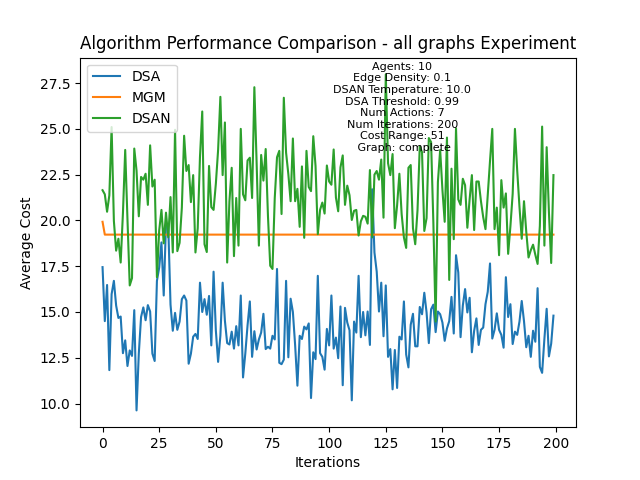 Algorithm Performance Comparison - all graphs Experiment
DSA
MGM
DSAN
Agents: 10
Edge Density: 0.1
DSAN Temperature: 10.0
DSA Threshold: 0.99
Num Actions: 7
Num Iterations: 200
Cost Range: 51
Graph: complete
Average Cost
27.5
25.0
22.5
20.0
17.5
15.0
12.5
10.0
0 25 50 75 100 125 150 175 200
Iterations